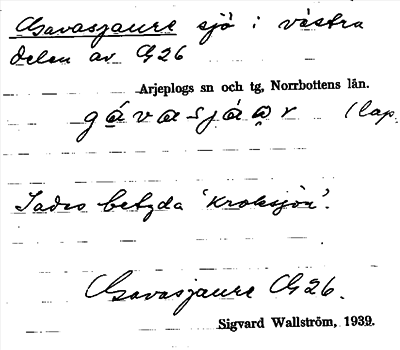 Gavasjaure sjö i västra
delen av G26
Arjeplogs sn och tg, Norrbottens län.
gávasjáạr (lap.
Sades betyda 'kroksjön'.
Gavasjaure G26.
Sigvard Wallström, 1939.